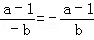 (a − 1)/(− b) = − (a − 1)/b